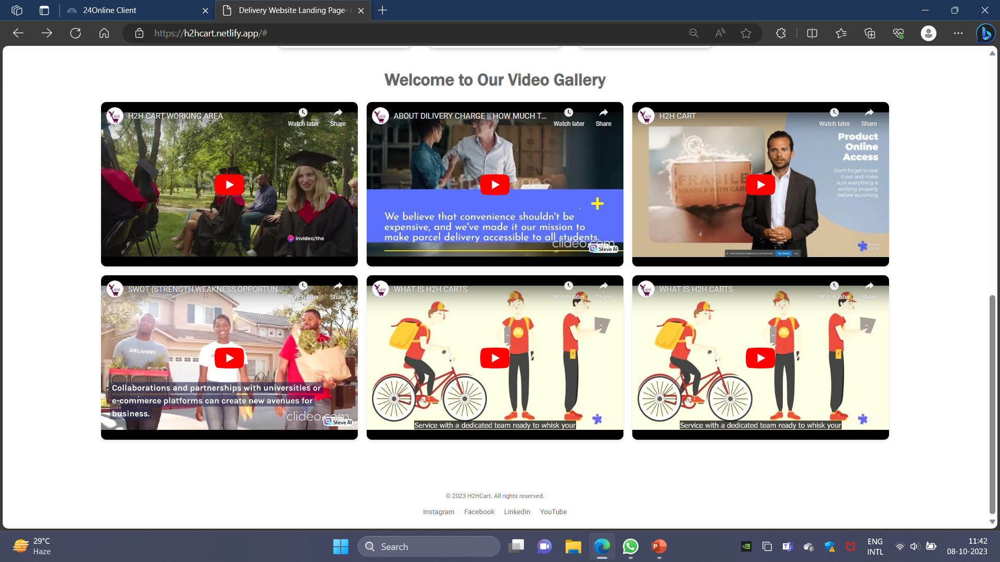 24Online Client
Delivery Website Landing Page-
https://h2hcart.netlify.app/#
Welcome to Our Video Gallery
H2H CART WORKING AREA
Watch later
Share
invideo/the
ABOUT DILIVERY CHARGE || HOW MUCH T...
Watch later
Share
We believe that convenience shouldn't be
expensive, and we've made it our mission to
make parcel delivery accessible to all students.
clideo.com
Steve AI
H2H CART
Watch later
Share
Product
Online
Access
Don't forget to test
it out and make
sure everything is
working properly
before launching
FRAGILE
HANDLE WITH CARE
Hour
One
SWOT (STRENGTH,WEAKNESS,OPPORTUN...
Watch later
Share
DELIVERY
Collaborations and partnerships with universities or
e-commerce platforms can create new avenues for
business.
clideo.com
Steve AI
WHAT IS H2H CARTS
Watch later
Share
Service with a dedicated team ready to whisk your
WHAT IS H2H CARTS
Watch later
Share
Service with a dedicated team ready to whisk your
© 2023 H2HCart. All rights reserved.
Instagram Facebook LinkedIn YouTube
29°C
Haze
Search
ENG
INTL
11:42
08-10-2023